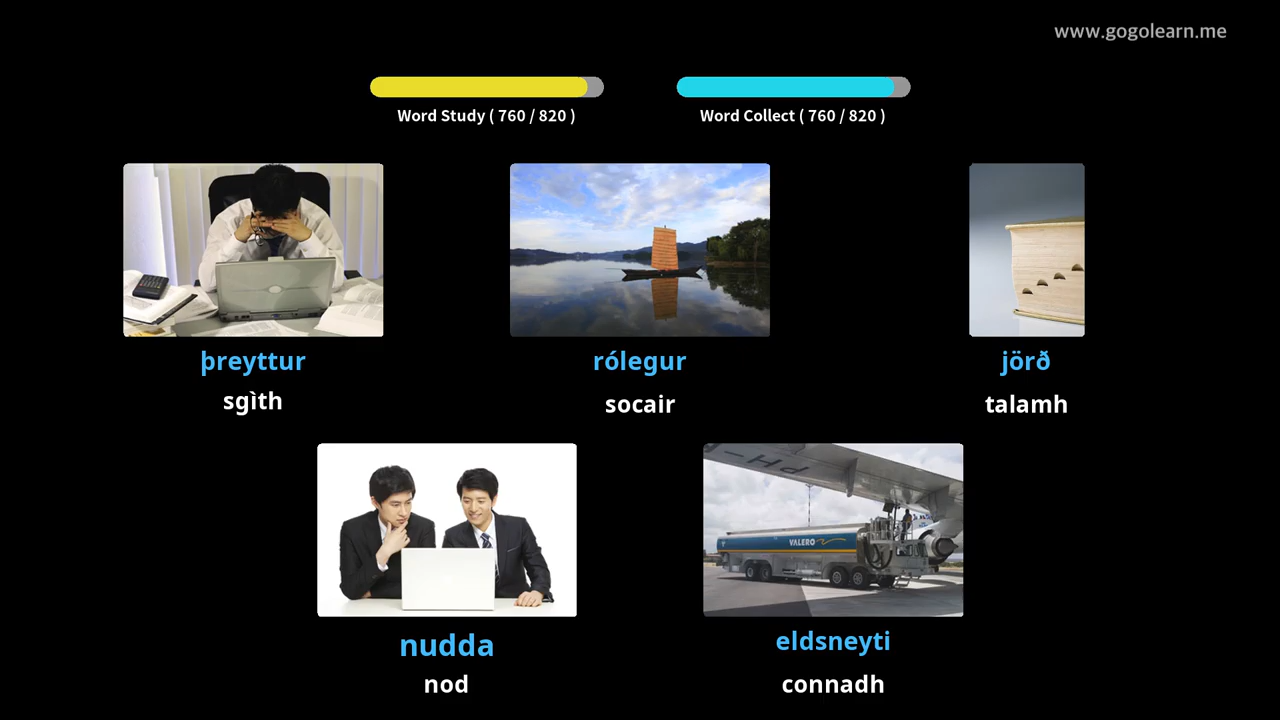 www.gogolearn.me
Word Study ( 760 / 820 )
Word Collect ( 760 / 820 )
þreyttur
sgìth
rólegur
socair
jörð
talamh
PH-
VALERO
nudda
nod
eldsneyti
connadh